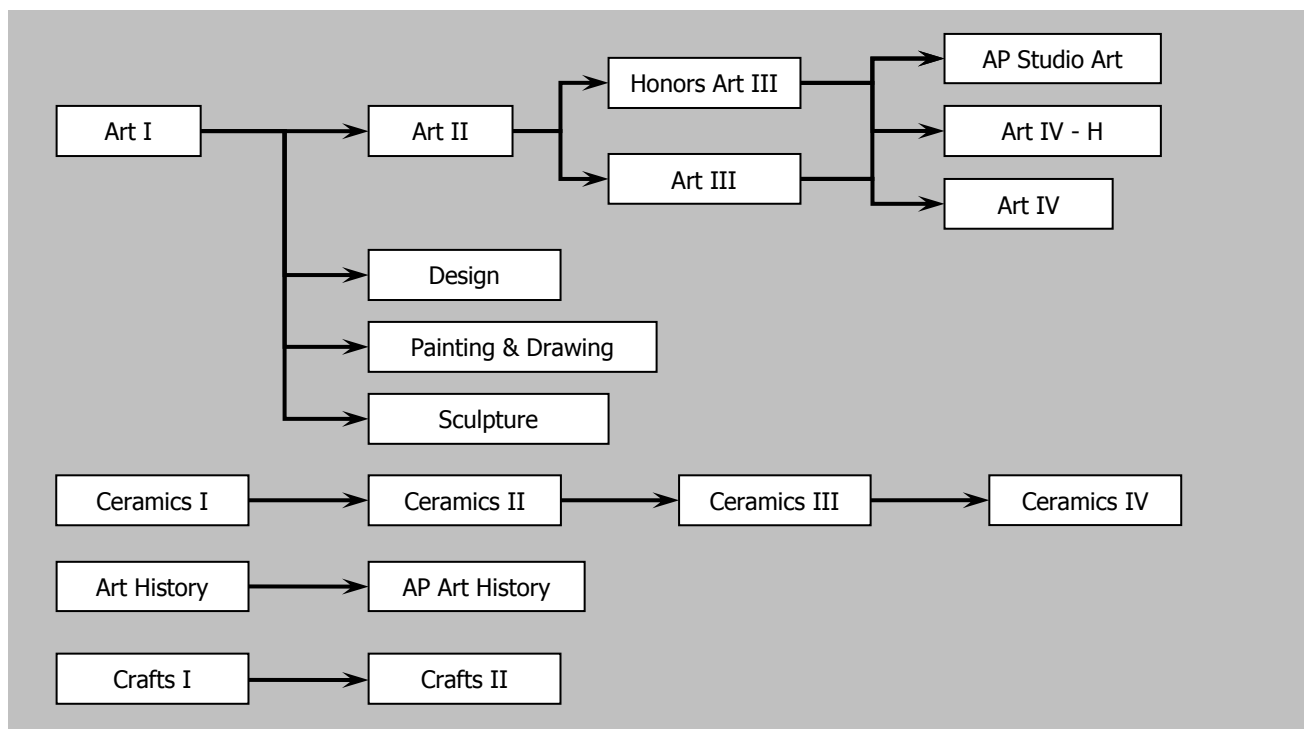 AP Studio Art
Honors Art III
Art I
Art II
Art IV - H
Art III
Art IV
Design
Painting & Drawing
Sculpture
Ceramics I
Ceramics II
Ceramics III
Ceramics IV
Art History
AP Art History
Crafts I
Crafts II